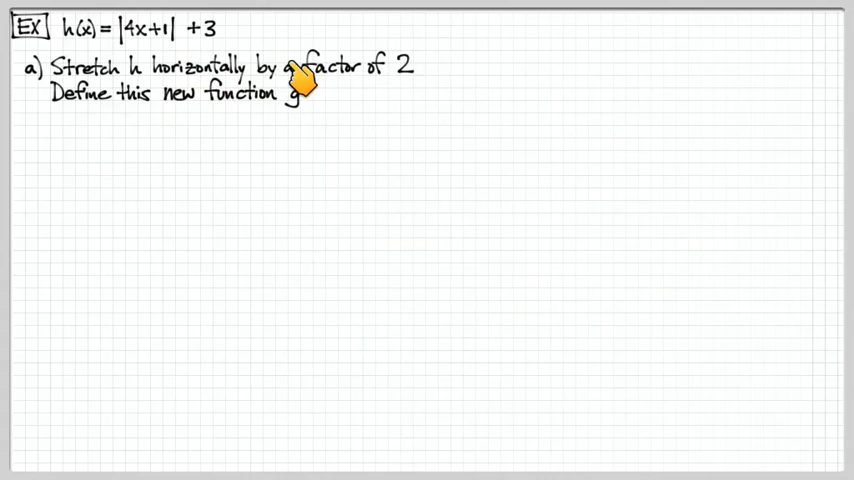 EX h(x) = |4x+1| + 3
a) Stretch h horizontally by a factor of 2
Define this new function g